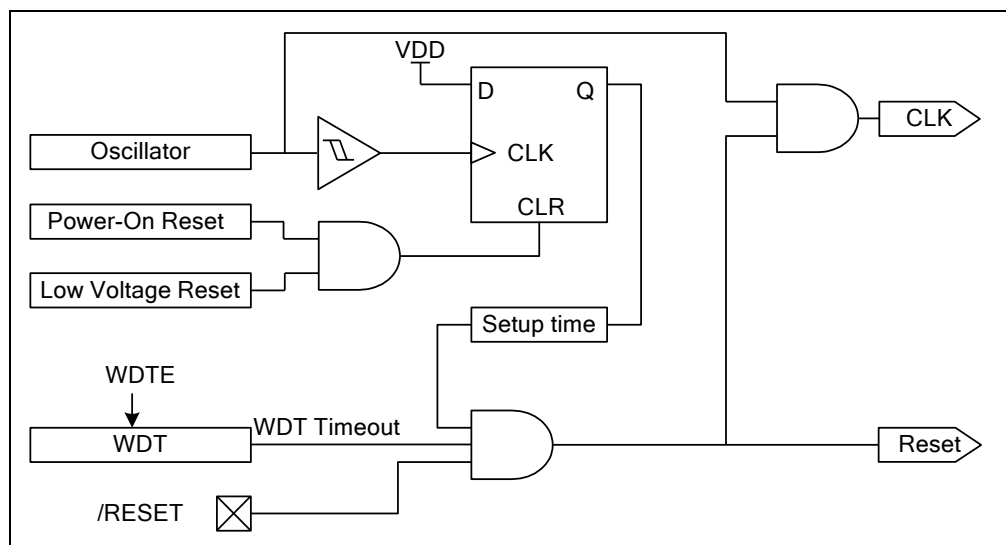 VDD
D
Q
CLK
Oscillator
CLK
Power-On Reset
CLR
Low Voltage Reset
Setup time
WDTE
WDT Timeout
WDT
Reset
/RESET